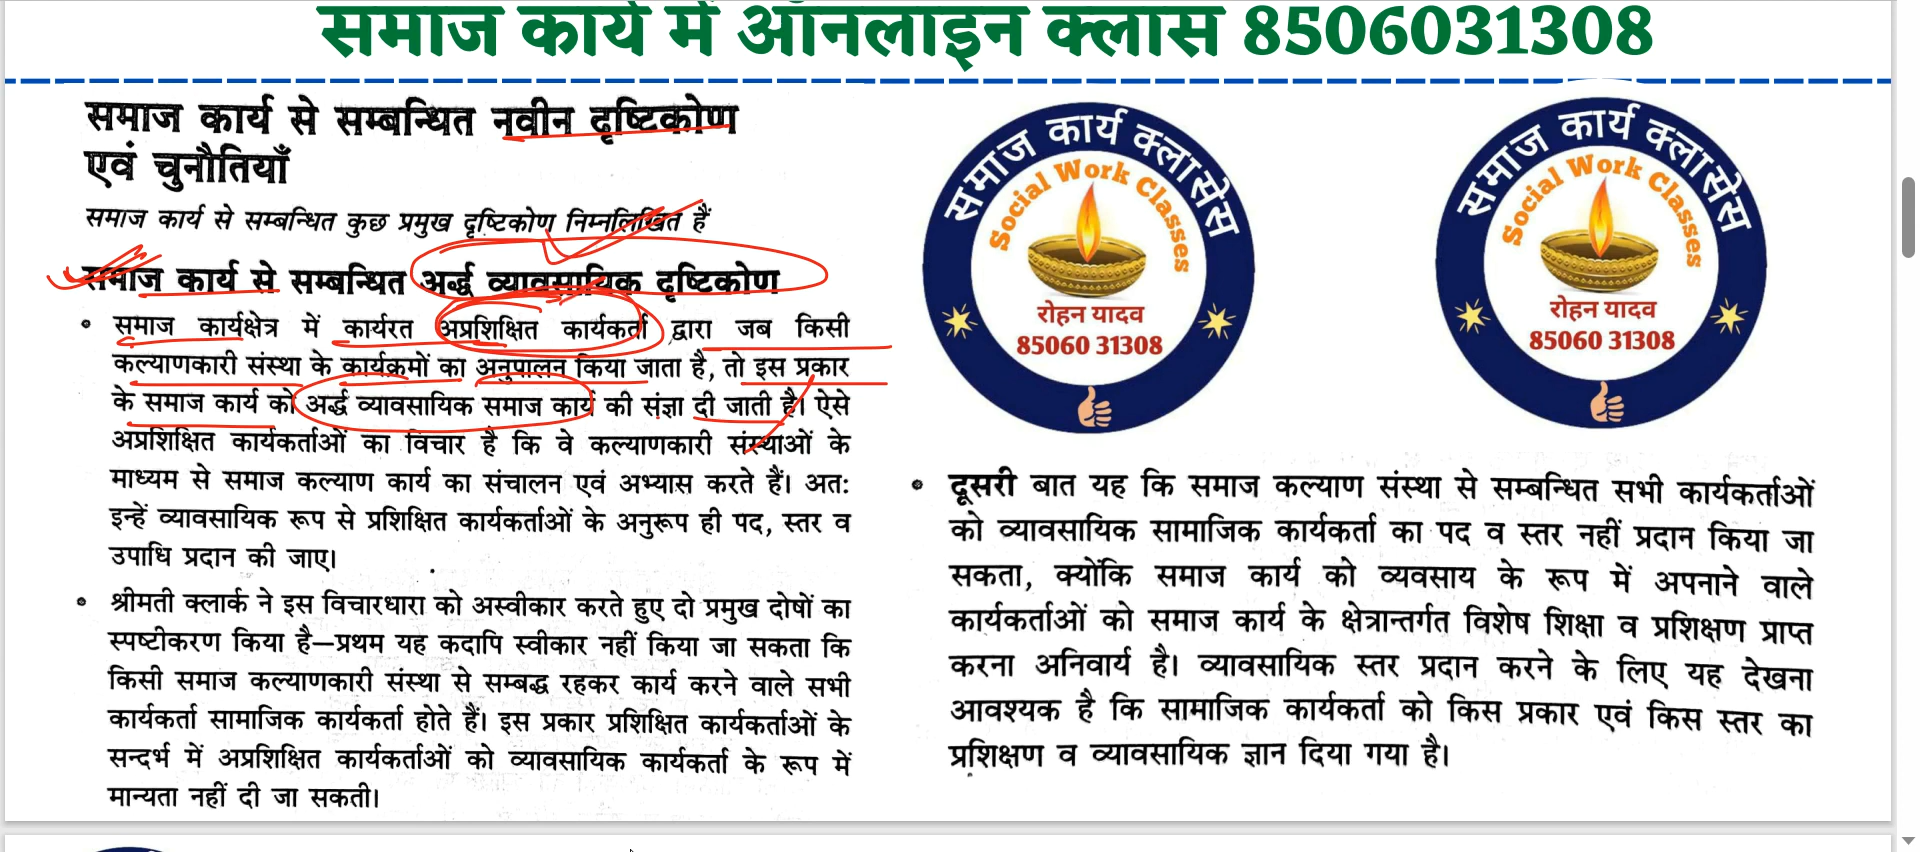 समाज कार्य में ऑनलाइन क्लास 8506031308
समाज कार्य से सम्बन्धित नवीन दृष्टिकोण
एवं चुनौतियाँ
समाज कार्य से सम्बन्धित कुछ प्रमुख दृष्टिकोण निम्नलिखित हैं
समाज कार्य से सम्बन्धित अर्द्ध व्यावसायिक दृष्टिकोण
• समाज कार्यक्षेत्र में कार्यरत अप्रशिक्षित कार्यकर्ता द्वारा जब किसी
कल्याणकारी संस्था के कार्यक्रमों का अनुपालन किया जाता है, तो इस प्रकार
के समाज कार्य को अर्द्ध व्यावसायिक समाज कार्य की संज्ञा दी जाती है। ऐसे
अप्रशिक्षित कार्यकर्ताओं का विचार है कि वे कल्याणकारी संस्थाओं के
माध्यम से समाज कल्याण कार्य का संचालन एवं अभ्यास करते हैं। अतः
इन्हें व्यावसायिक रूप से प्रशिक्षित कार्यकर्ताओं के अनुरूप ही पद, स्तर व
उपाधि प्रदान की जाए।
• श्रीमती क्लार्क ने इस विचारधारा को अस्वीकार करते हुए दो प्रमुख दोषों का
स्पष्टीकरण किया है—प्रथम यह कदापि स्वीकार नहीं किया जा सकता कि
किसी समाज कल्याणकारी संस्था से सम्बद्ध रहकर कार्य करने वाले सभी
कार्यकर्ता सामाजिक कार्यकर्ता होते हैं। इस प्रकार प्रशिक्षित कार्यकर्ताओं के
सन्दर्भ में अप्रशिक्षित कार्यकर्ताओं को व्यावसायिक कार्यकर्ता के रूप में
मान्यता नहीं दी जा सकती।
समाज कार्य क्लासेस
Social Work Classes
रोहन यादव
85060 31308
समाज कार्य क्लासेस
Social Work Classes
रोहन यादव
85060 31308
• दूसरी बात यह कि समाज कल्याण संस्था से सम्बन्धित सभी कार्यकर्ताओं
को व्यावसायिक सामाजिक कार्यकर्ता का पद व स्तर नहीं प्रदान किया जा
सकता, क्योंकि समाज कार्य को व्यवसाय के रूप में अपनाने वाले
कार्यकर्ताओं को समाज कार्य के क्षेत्रान्तर्गत विशेष शिक्षा व प्रशिक्षण प्राप्त
करना अनिवार्य है। व्यावसायिक स्तर प्रदान करने के लिए यह देखना
आवश्यक है कि सामाजिक कार्यकर्ता को किस प्रकार एवं किस स्तर का
प्रशिक्षण व व्यावसायिक ज्ञान दिया गया है।